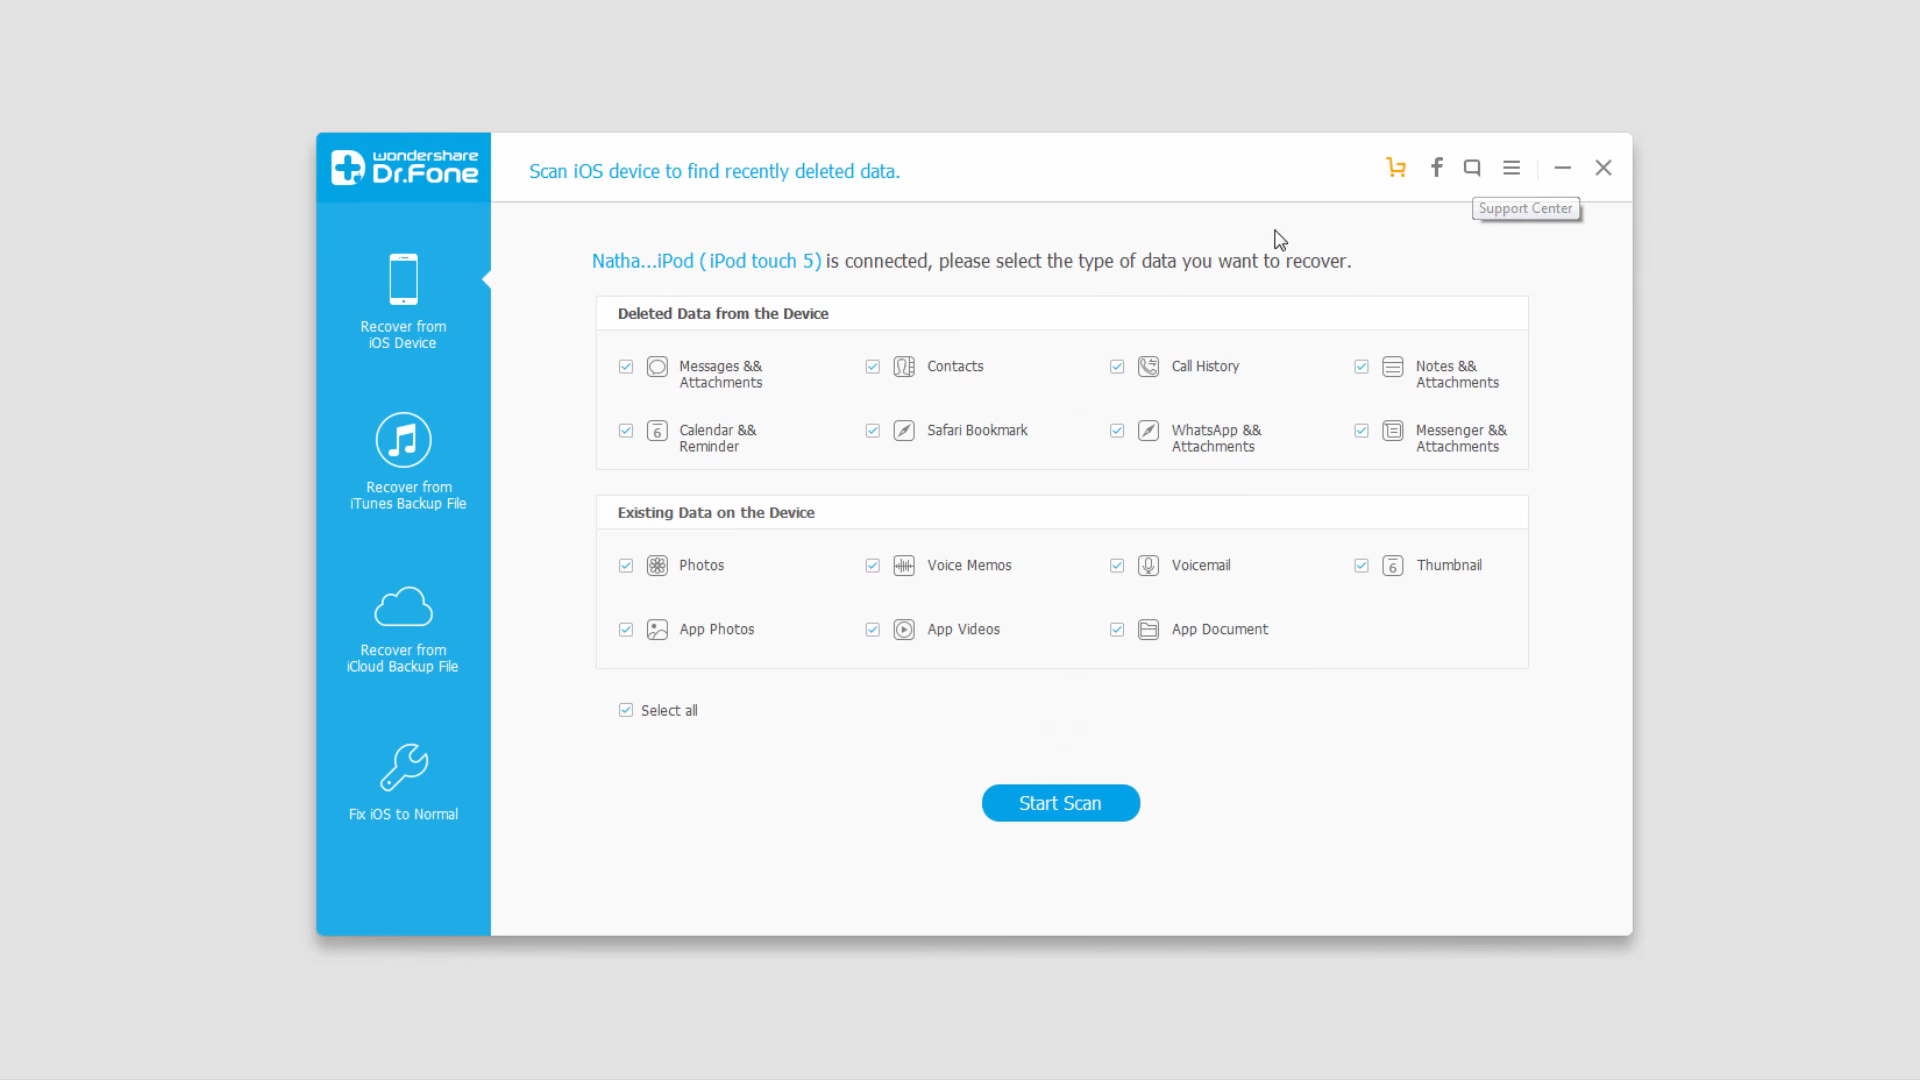 wondershare
Dr.Fone
Scan iOS device to find recently deleted data.
Support Center
Natha...iPod ( iPod touch 5) is connected, please select the type of data you want to recover.
Recover from
iOS Device
Recover from
iTunes Backup File
Recover from
iCloud Backup File
Fix iOS to Normal
Deleted Data from the Device
Messages &&
Attachments
Contacts
Call History
Notes &&
Attachments
6
Calendar &&
Reminder
Safari Bookmark
WhatsApp &&
Attachments
Messenger &&
Attachments
Existing Data on the Device
Photos
Voice Memos
Voicemail
6
Thumbnail
App Photos
App Videos
App Document
Select all
Start Scan